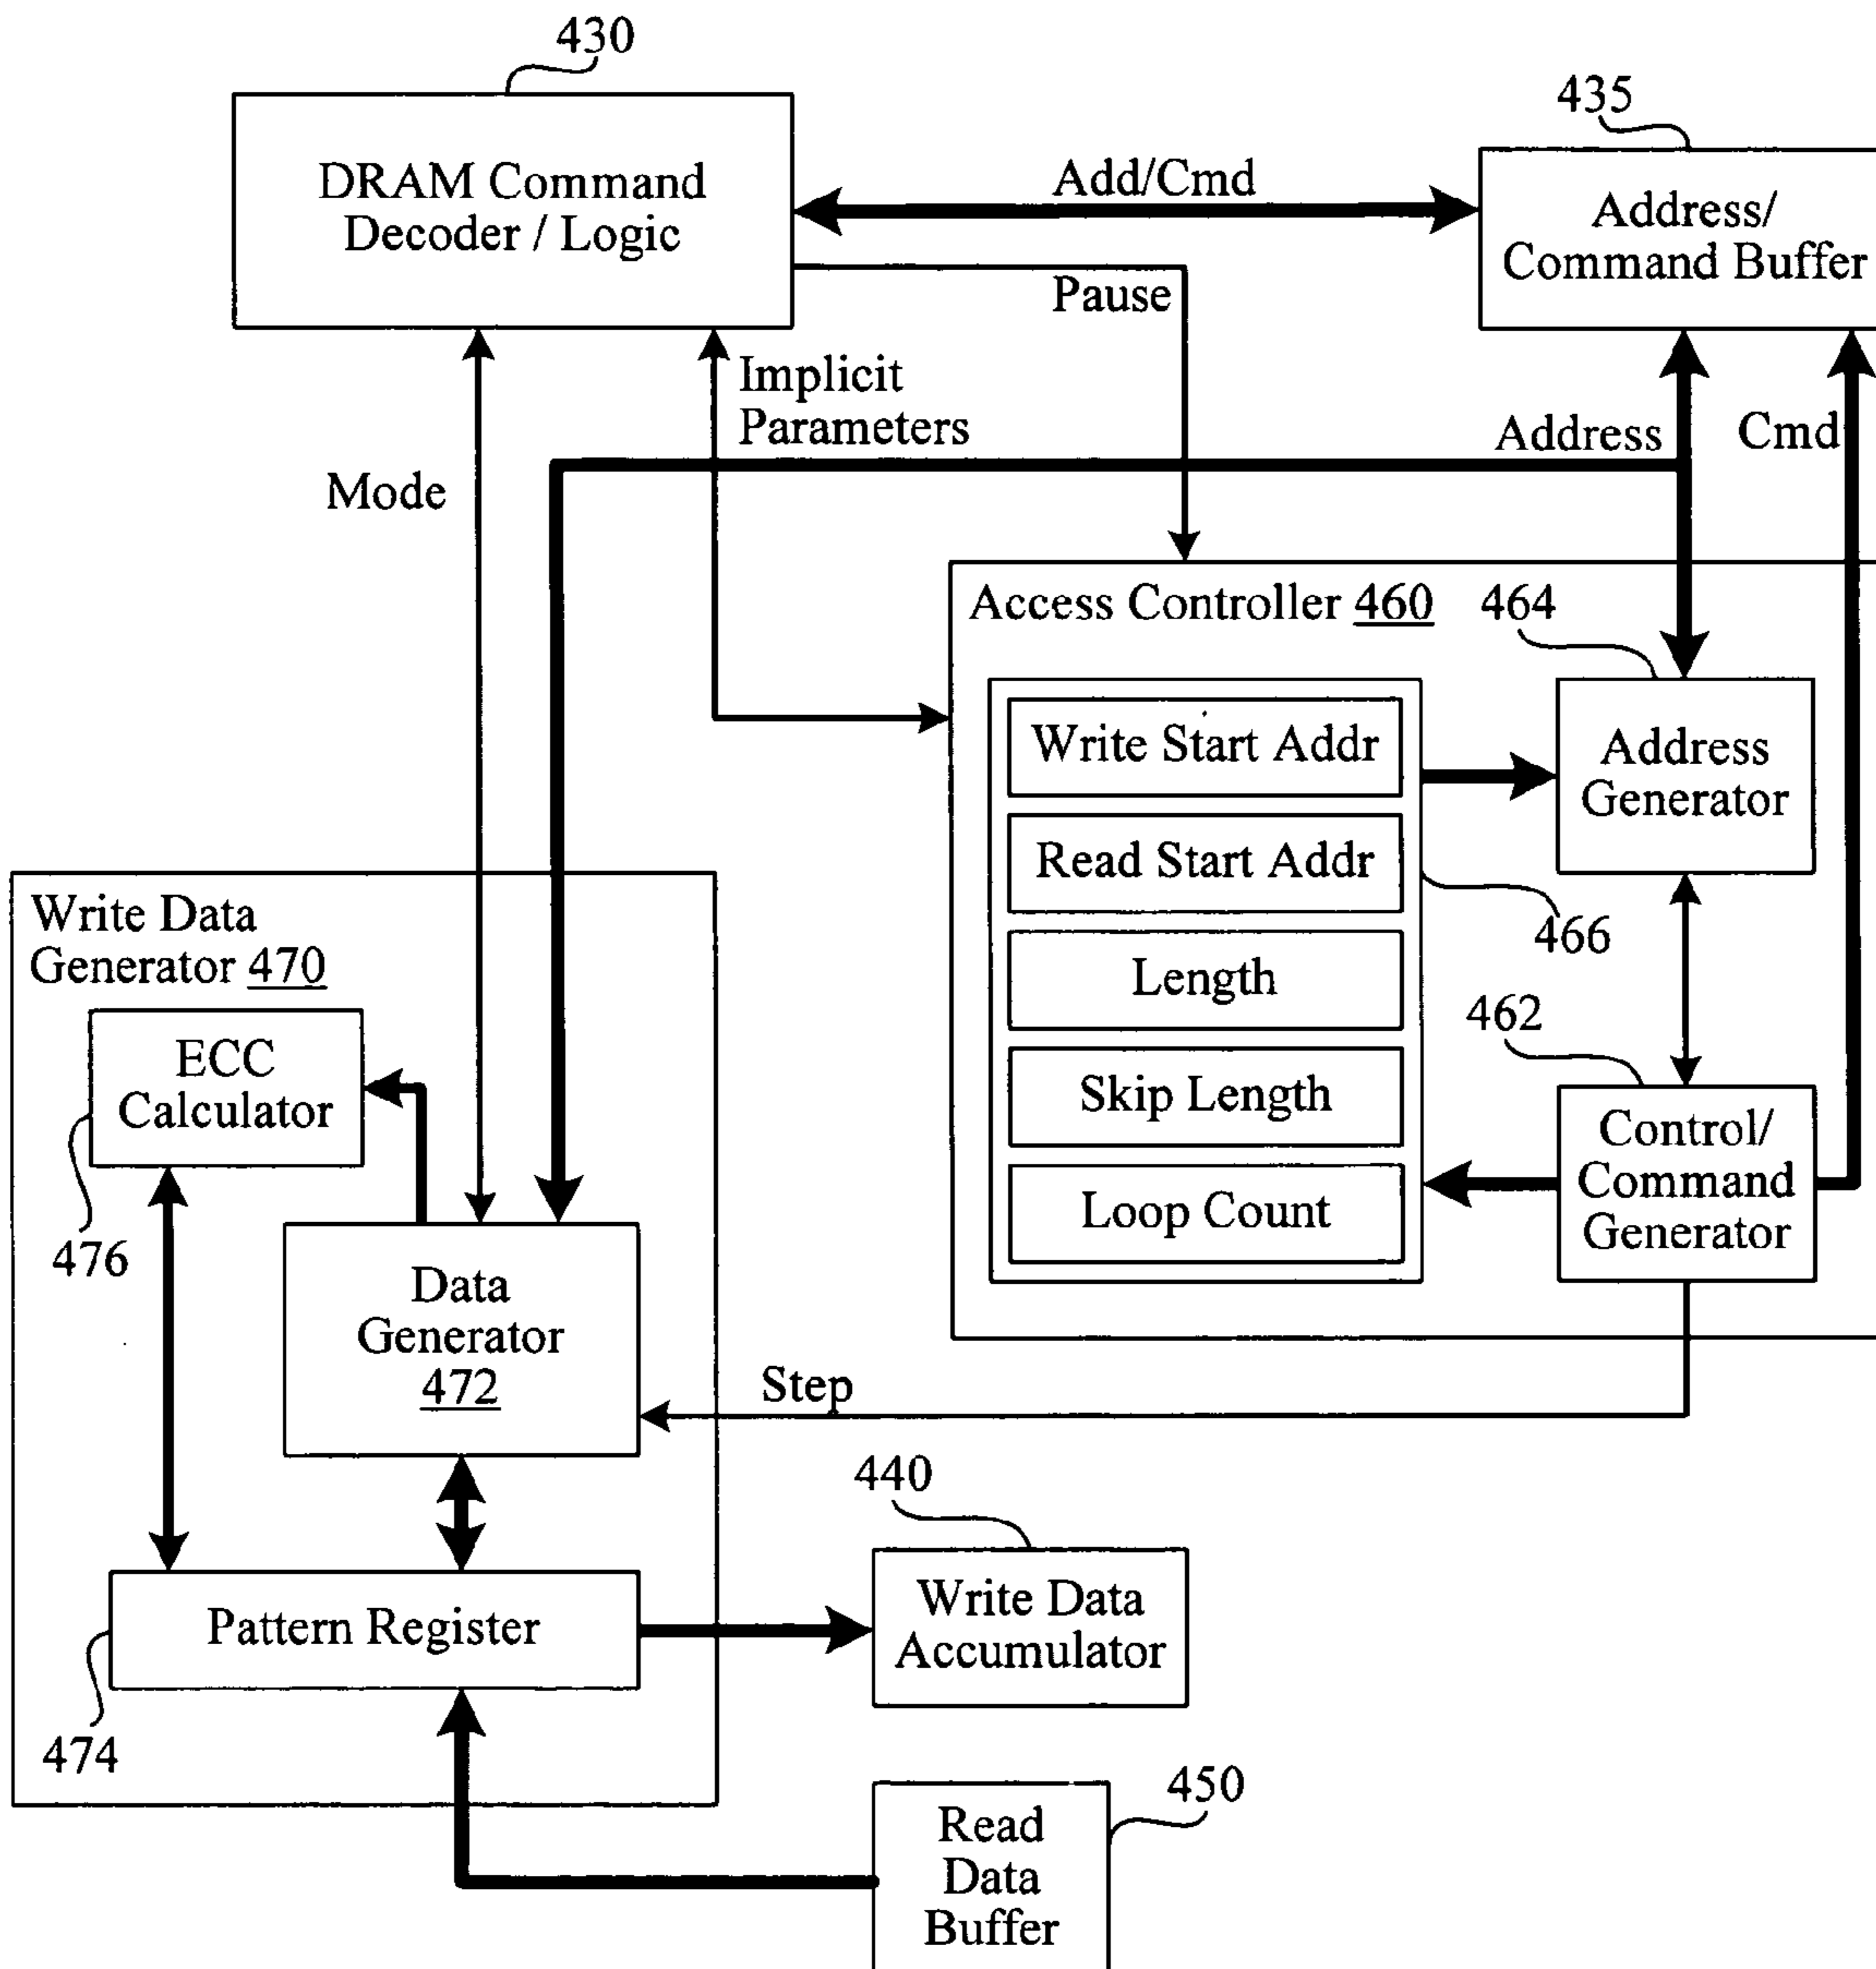 430
435
DRAM Command
Decoder / Logic
Add/Cmd
Address/
Command Buffer
Pause
Implicit
Parameters
Address
Cmd
Mode
Access Controller 460
464
Write Start Addr
Address
Generator
Read Start Addr
Write Data
Generator 470
466
Length
462
ECC
Calculator
Skip Length
Control/
Command
Generator
Loop Count
476
Data
Generator
472
Step
440
Pattern Register
Write Data
Accumulator
474
450
Read
Data
Buffer